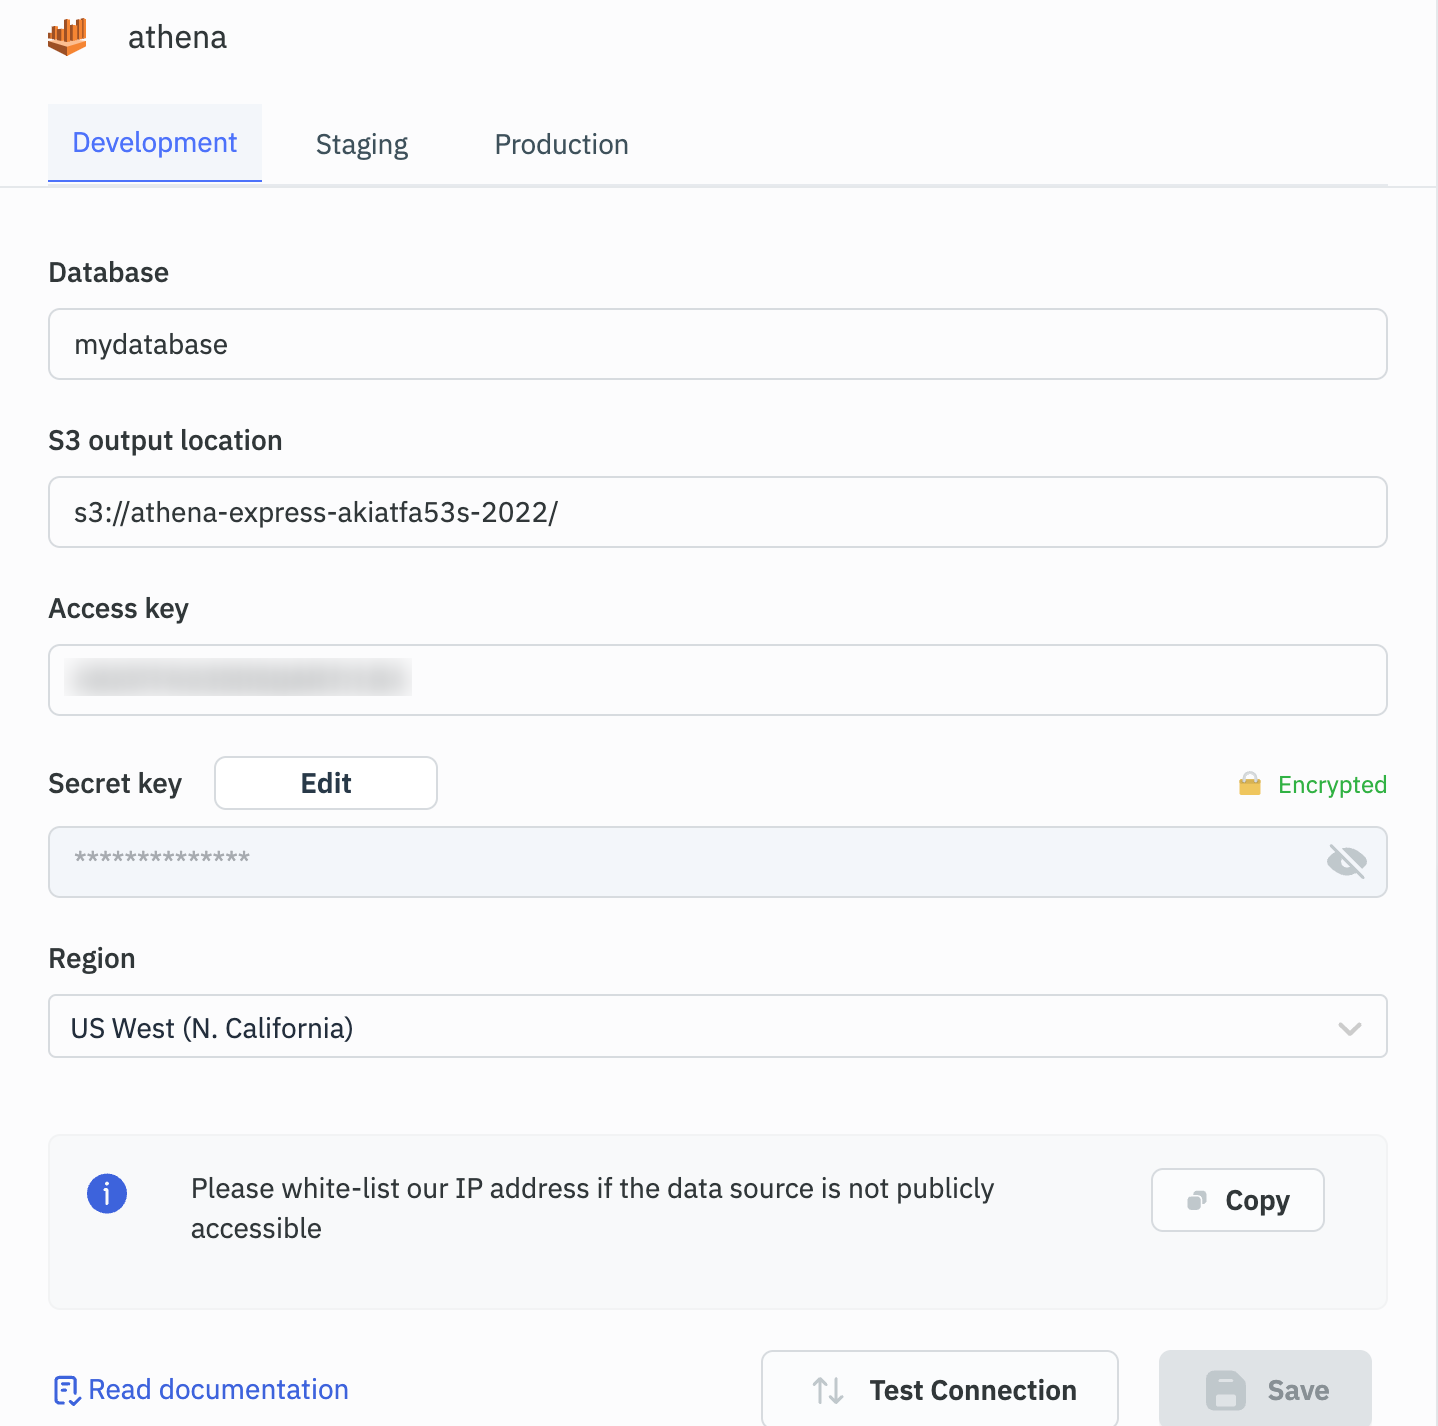 athena
Development Staging Production
Database
mydatabase
S3 output location
s3://athena-express-akiatfa53s-2022/
Access key
Secret key Edit Encrypted
**************
Region
US West (N. California)
Please white-list our IP address if the data source is not publicly
accessible
Copy
Read documentation Test Connection Save